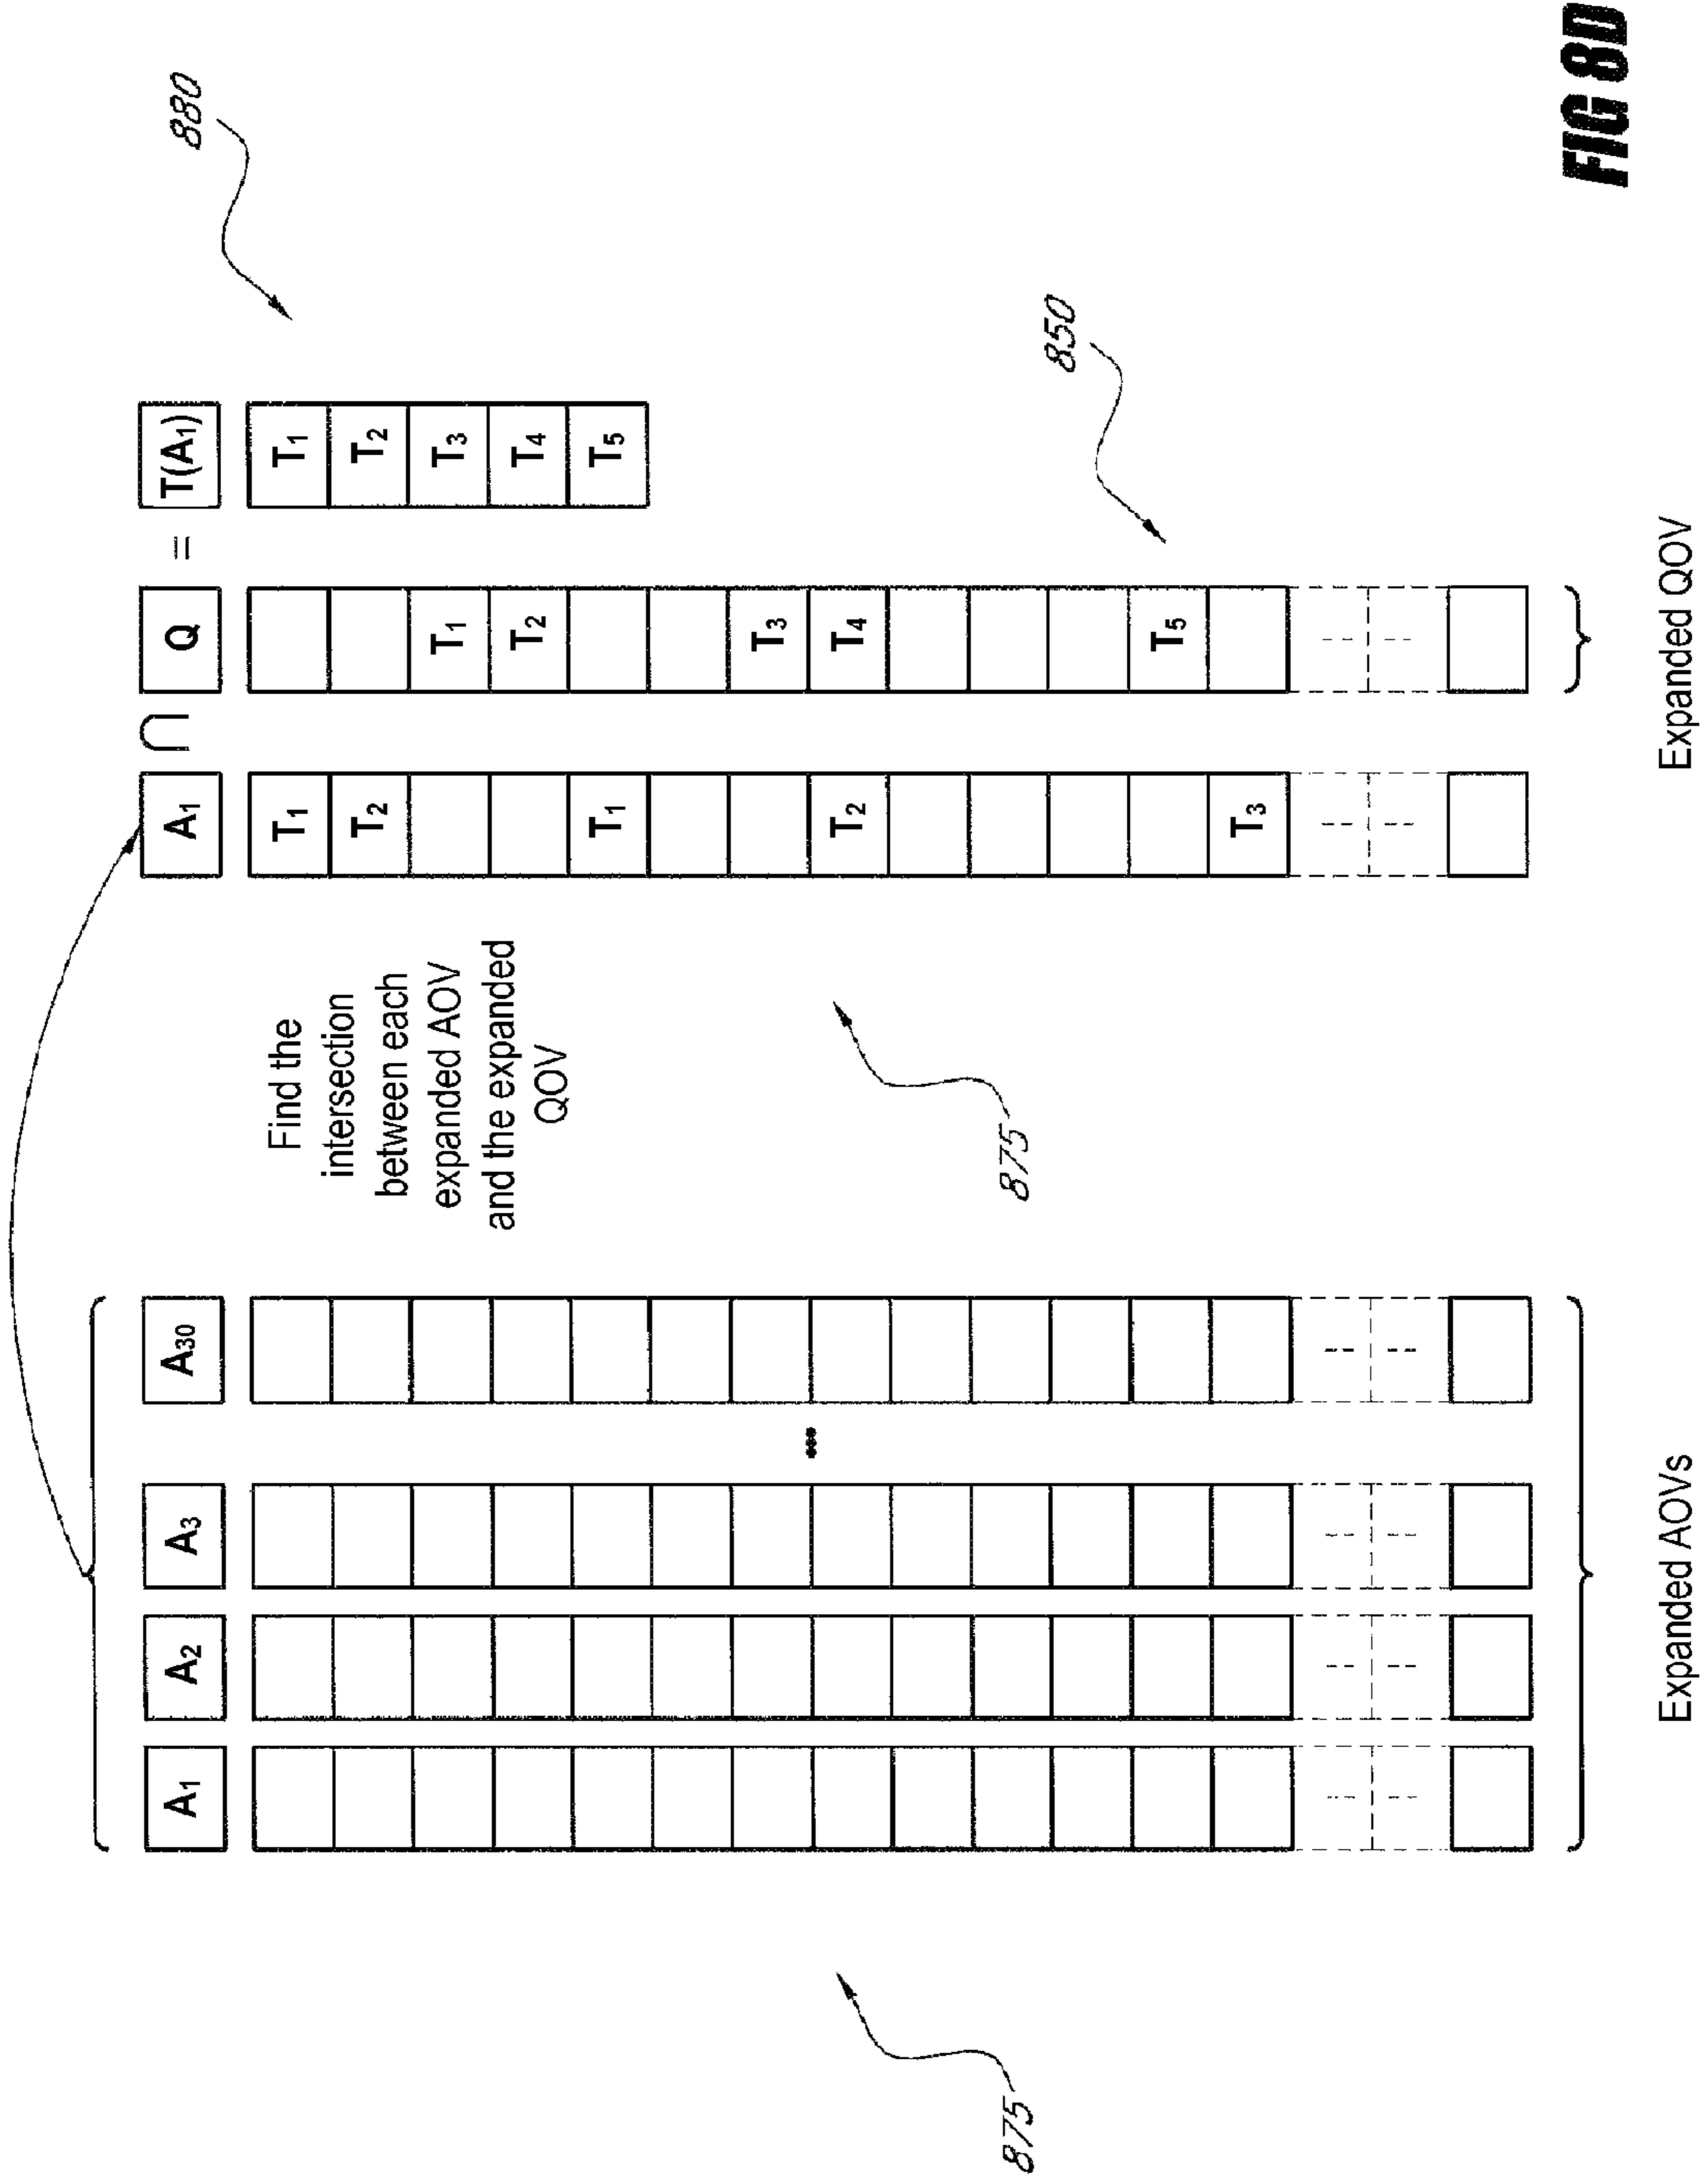 A₁
A₂
A₃
•••
A₃₀
Find the
intersection
between each
expanded AOV
and the expanded
QOV
A₁ ∩ Q = T(A₁)
T₁
T₂
T₁
T₂
T₃
T₁
T₂
T₃
T₄
T₅
T₁
T₂
T₃
T₄
T₅
880
875
875
850
Expanded AOVs
Expanded QOV
FIG 8D